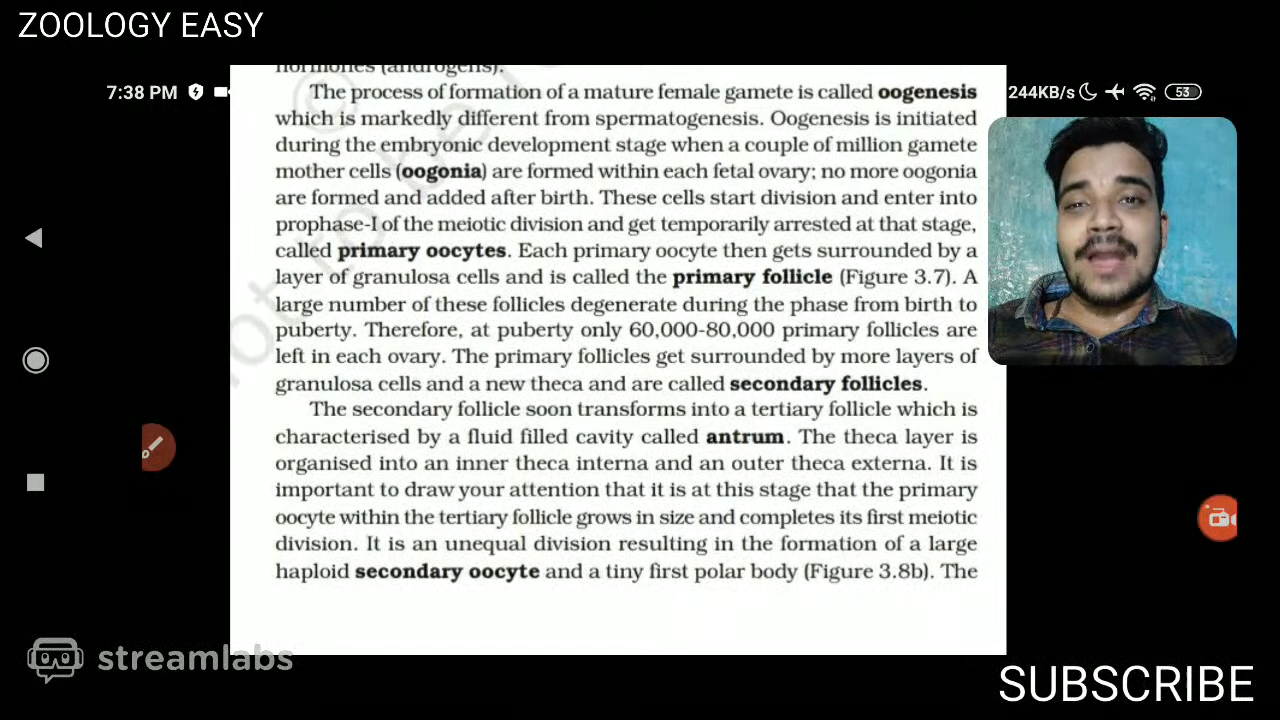 ZOOLOGY EASY
7:38 PM
244KB/s
53
hormones (androgens).
The process of formation of a mature female gamete is called oogenesis
which is markedly different from spermatogenesis. Oogenesis is initiated
during the embryonic development stage when a couple of million gamete
mother cells (oogonia) are formed within each fetal ovary; no more oogonia
are formed and added after birth. These cells start division and enter into
prophase-I of the meiotic division and get temporarily arrested at that stage,
called primary oocytes. Each primary oocyte then gets surrounded by a
layer of granulosa cells and is called the primary follicle (Figure 3.7). A
large number of these follicles degenerate during the phase from birth to
puberty. Therefore, at puberty only 60,000-80,000 primary follicles are
left in each ovary. The primary follicles get surrounded by more layers of
granulosa cells and a new theca and are called secondary follicles.
The secondary follicle soon transforms into a tertiary follicle which is
characterised by a fluid filled cavity called antrum. The theca layer is
organised into an inner theca interna and an outer theca externa. It is
important to draw your attention that it is at this stage that the primary
oocyte within the tertiary follicle grows in size and completes its first meiotic
division. It is an unequal division resulting in the formation of a large
haploid secondary oocyte and a tiny first polar body (Figure 3.8b). The
not to be
streamlabs
SUBSCRIBE